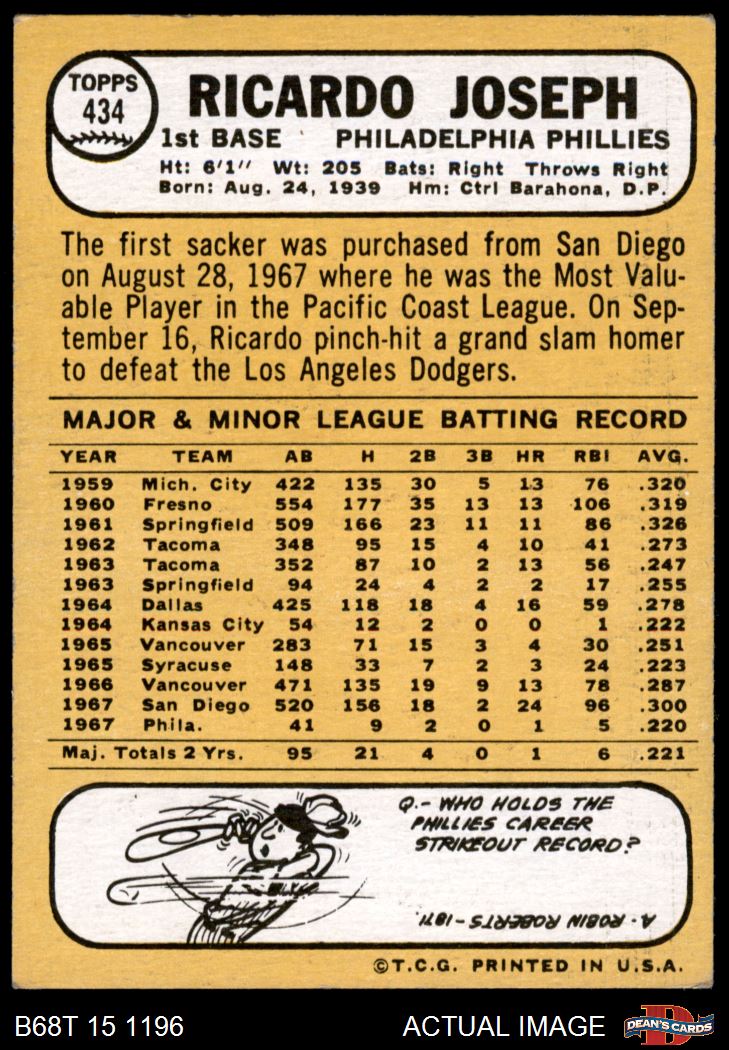 TOPPS
434
RICARDO JOSEPH
1st BASE PHILADELPHIA PHILLIES
Ht: 6'1" Wt: 205 Bats: Right Throws Right
Born: Aug. 24, 1939 Hm: Ctrl Barahona, D.P.
The first sacker was purchased from San Diego
on August 28, 1967 where he was the Most Valu-
able Player in the Pacific Coast League. On Sep-
tember 16, Ricardo pinch-hit a grand slam homer
to defeat the Los Angeles Dodgers.
MAJOR & MINOR LEAGUE BATTING RECORD
YEAR TEAM AB H 2B 3B HR RBI AVG.
1959 Mich. City 422 135 30 5 13 76 .320
1960 Fresno 554 177 35 13 13 106 .319
1961 Springfield 509 166 23 11 11 86 .326
1962 Tacoma 348 95 15 4 10 41 .273
1963 Tacoma 352 87 10 2 13 56 .247
1963 Springfield 94 24 4 2 2 17 .255
1964 Dallas 425 118 18 4 16 59 .278
1964 Kansas City 54 12 2 0 0 1 .222
1965 Vancouver 283 71 15 3 4 30 .251
1965 Syracuse 148 33 7 2 3 24 .223
1966 Vancouver 471 135 19 9 13 78 .287
1967 San Diego 520 156 18 2 24 96 .300
1967 Phila. 41 9 2 0 1 5 .220
Maj. Totals 2 Yrs. 95 21 4 0 1 6 .221
Q.- WHO HOLDS THE
PHILLIES CAREER
STRIKEOUT RECORD?
A- ROBIN ROBERTS-1871.
©T.C.G. PRINTED IN U.S.A.
B68T 15 1196 ACTUAL IMAGE
D
DEAN'S CARDS